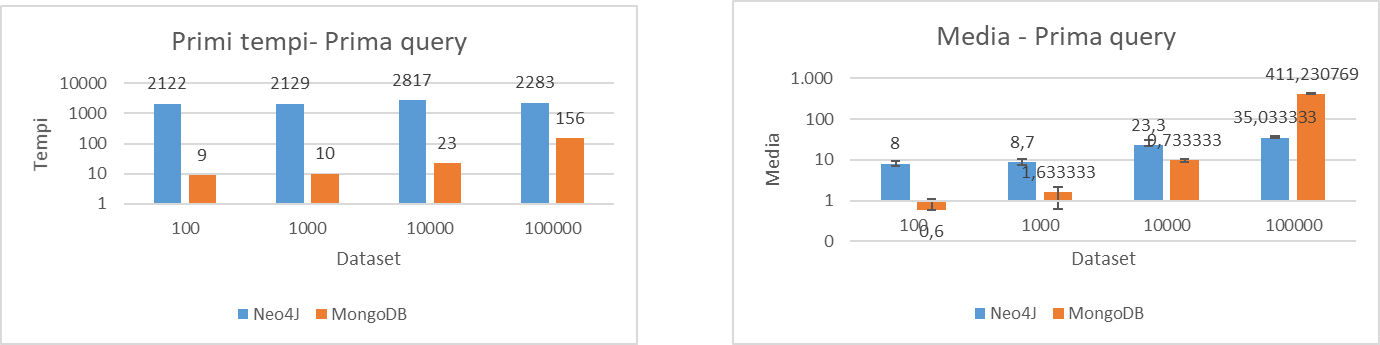 Primi tempi- Prima query
2122 2129 2817 2283
10000
1000
100
10
1
9 10 23 156
Tempi
100 1000 10000 100000
Dataset
Neo4J MongoDB
Media - Prima query
1.000
100
10
1
0
411,230769
35,033333
23,3
9,733333
8 8,7
1,633333
0,6
Media
100 1000 10000 100000
Dataset
Neo4J MongoDB